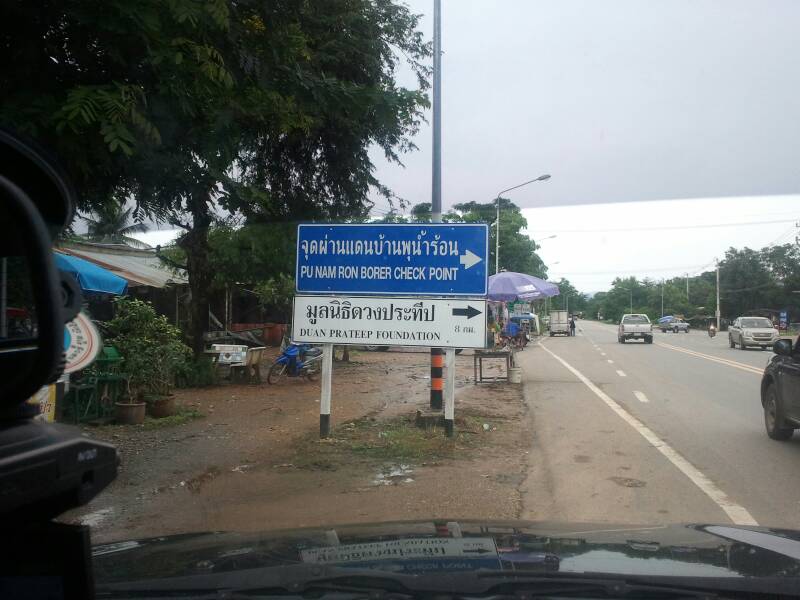 จุดผ่านแดนบ้านพุน้ำร้อน
PU NAM RON BORER CHECK POINT
มูลนิธิดวงประทีป
DUAN PRATEEP FOUNDATION
8 กม.